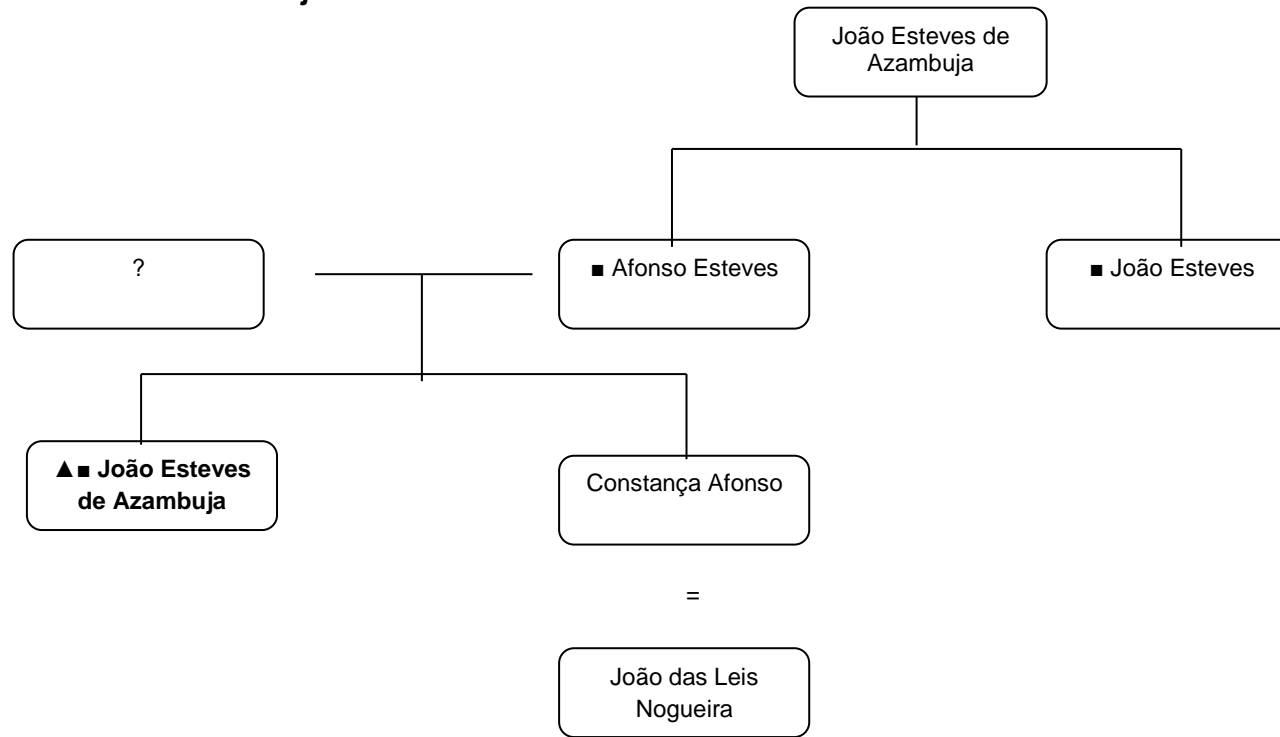 João Esteves de
Azambuja
?
■ Afonso Esteves
■ João Esteves
▲■ João Esteves
de Azambuja
Constança Afonso
=
João das Leis
Nogueira